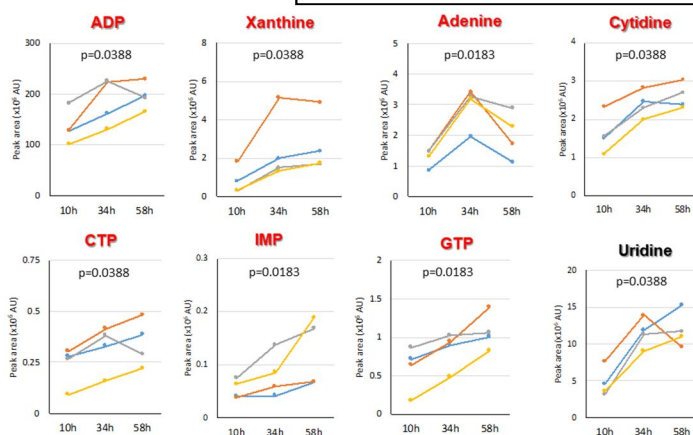 ADP
p=0.0388
Peak area (x10⁶ AU)
300
200
100
0
10h 34h 58h
Xanthine
p=0.0388
Peak area (x10⁶ AU)
8
6
4
2
0
10h 34h 58h
Adenine
p=0.0183
Peak area (x10⁶ AU)
5
4
3
2
1
0
10h 34h 58h
Cytidine
p=0.0388
Peak area (x10⁶ AU)
4
3
2
1
0
10h 34h 58h
CTP
p=0.0388
Peak area (x10⁶ AU)
0.75
0.5
0.25
0
10h 34h 58h
IMP
p=0.0183
Peak area (x10⁶ AU)
0.3
0.2
0.1
0
10h 34h 58h
GTP
p=0.0183
Peak area (x10⁶ AU)
2
1.5
1
0.5
0
10h 34h 58h
Uridine
p=0.0388
Peak area (x10⁶ AU)
20
15
10
5
0
10h 34h 58h